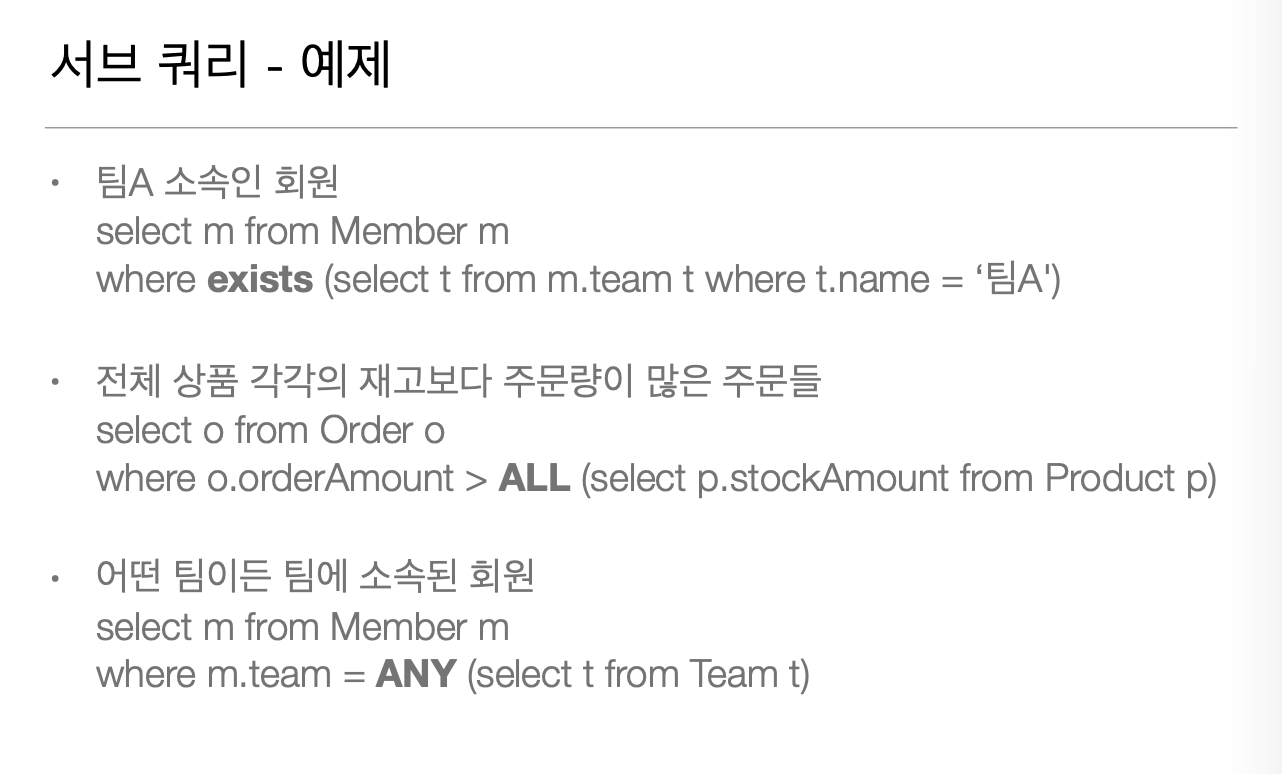 서브 쿼리 - 예제
• 팀A 소속인 회원
select m from Member m
where exists (select t from m.team t where t.name = ‘팀A')
• 전체 상품 각각의 재고보다 주문량이 많은 주문들
select o from Order o
where o.orderAmount > ALL (select p.stockAmount from Product p)
• 어떤 팀이든 팀에 소속된 회원
select m from Member m
where m.team = ANY (select t from Team t)